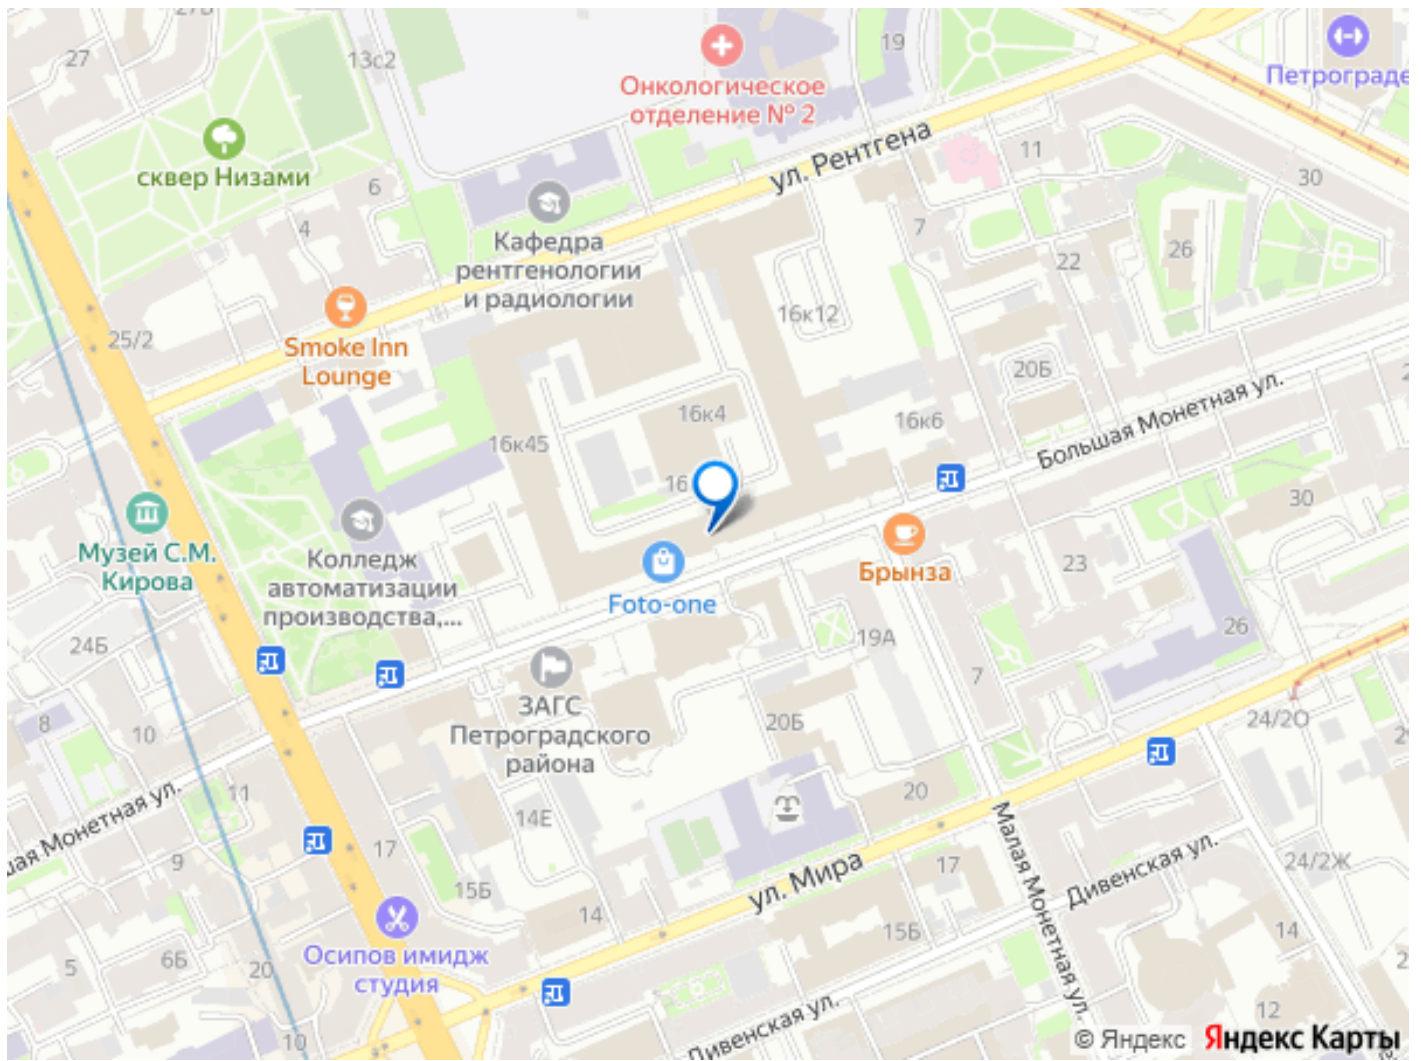 27Б
27
13с2
19
Онкологическое
отделение № 2
Петрограде
ул. Рентгена
сквер Низами
6
4
11
30
7
26
22
Кафедра
рентгенологии
и радиологии
16к12
25/2
Smoke Inn
Lounge
20Б
16к4
16к6
16к45
Большая Монетная ул.
16
30
Музей С.М.
Кирова
Колледж
автоматизации
производства,...
Foto-one
Брынза
23
19А
26
24Б
7
8
10
ЗАГС
Петроградского
района
20Б
24/2О
11
14Е
20
шая Монетная ул.
9
17
15Б
ул. Мира
17
Малая Монетная ул.
Дивенская ул.
24/2Ж
14
15Б
14
5
6Б
20
Осипов имидж
студия
12
10
Дивенская ул.
© Яндекс Яндекс Карты